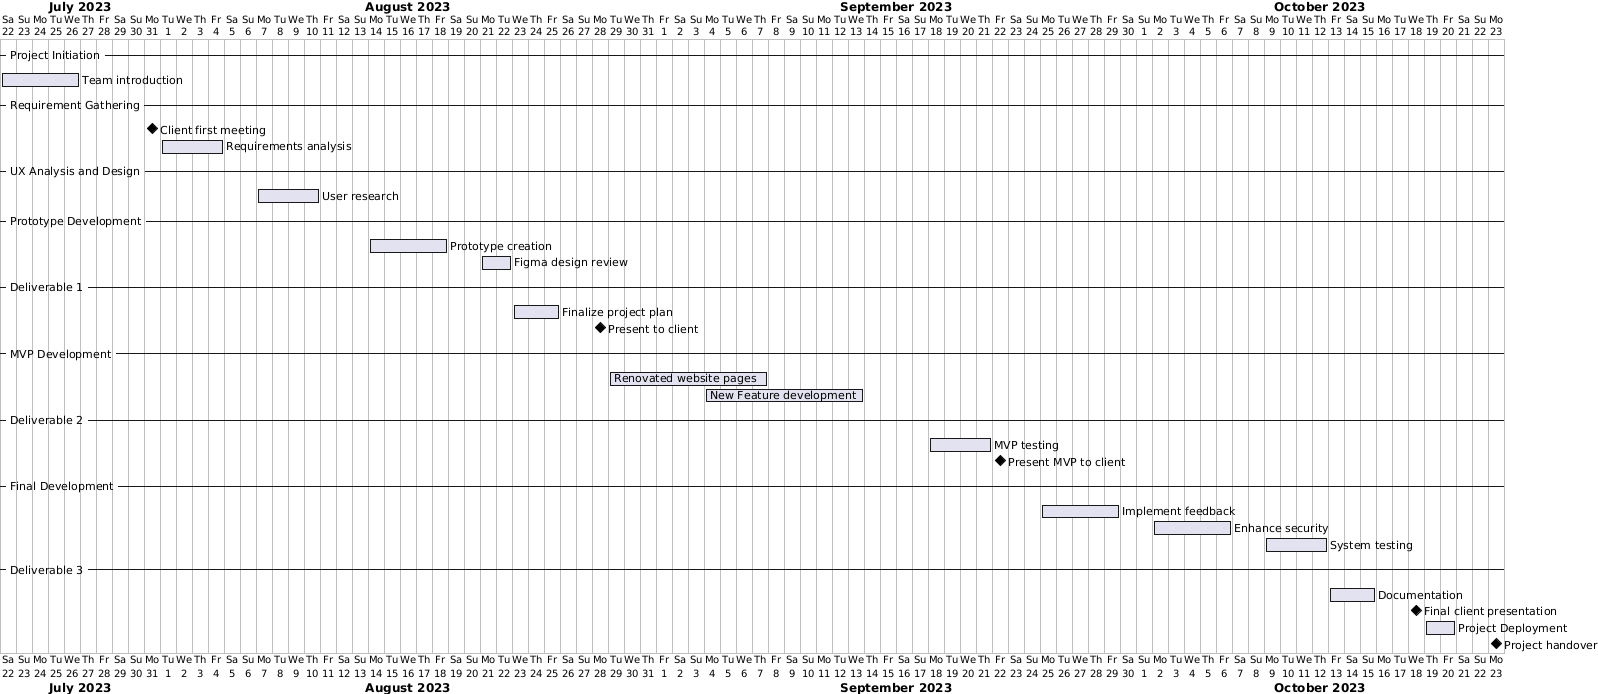 July 2023 August 2023 September 2023 October 2023
Sa Su Mo Tu We Th Fr Sa Su Mo Tu We Th Fr Sa Su Mo Tu We Th Fr Sa Su Mo Tu We Th Fr Sa Su Mo Tu We Th Fr Sa Su Mo Tu We Th Fr Sa Su Mo Tu We Th Fr Sa Su Mo Tu We Th Fr Sa Su Mo Tu We Th Fr Sa Su Mo Tu We Th Fr Sa Su Mo Tu We Th Fr Sa Su Mo Tu We Th Fr Sa Su Mo Tu We Th Fr Sa Su Mo
22 23 24 25 26 27 28 29 30 31 1 2 3 4 5 6 7 8 9 10 11 12 13 14 15 16 17 18 19 20 21 22 23 24 25 26 27 28 29 30 31 1 2 3 4 5 6 7 8 9 10 11 12 13 14 15 16 17 18 19 20 21 22 23 24 25 26 27 28 29 30 1 2 3 4 5 6 7 8 9 10 11 12 13 14 15 16 17 18 19 20 21 22 23
Project Initiation
Team introduction
Requirement Gathering
Client first meeting
Requirements analysis
UX Analysis and Design
User research
Prototype Development
Prototype creation
Figma design review
Deliverable 1
Finalize project plan
Present to client
MVP Development
Renovated website pages
New Feature development
Deliverable 2
MVP testing
Present MVP to client
Final Development
Implement feedback
Enhance security
System testing
Deliverable 3
Documentation
Final client presentation
Project Deployment
Project handover
Sa Su Mo Tu We Th Fr Sa Su Mo Tu We Th Fr Sa Su Mo Tu We Th Fr Sa Su Mo Tu We Th Fr Sa Su Mo Tu We Th Fr Sa Su Mo Tu We Th Fr Sa Su Mo Tu We Th Fr Sa Su Mo Tu We Th Fr Sa Su Mo Tu We Th Fr Sa Su Mo Tu We Th Fr Sa Su Mo Tu We Th Fr Sa Su Mo Tu We Th Fr Sa Su Mo Tu We Th Fr Sa Su Mo
22 23 24 25 26 27 28 29 30 31 1 2 3 4 5 6 7 8 9 10 11 12 13 14 15 16 17 18 19 20 21 22 23 24 25 26 27 28 29 30 31 1 2 3 4 5 6 7 8 9 10 11 12 13 14 15 16 17 18 19 20 21 22 23 24 25 26 27 28 29 30 1 2 3 4 5 6 7 8 9 10 11 12 13 14 15 16 17 18 19 20 21 22 23
July 2023 August 2023 September 2023 October 2023